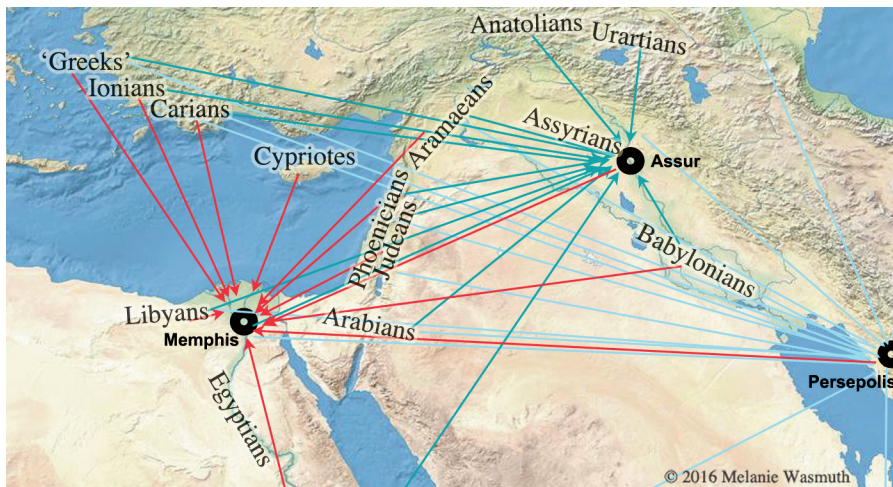 Anatolians
Urartians
'Greeks'
Ionians
Carians
Aramaeans
Assyrians
Assur
Cypriotes
Phoenicians
Judeans
Babylonians
Libyans
Memphis
Arabians
Persepolis
Egyptians
© 2016 Melanie Wasmuth